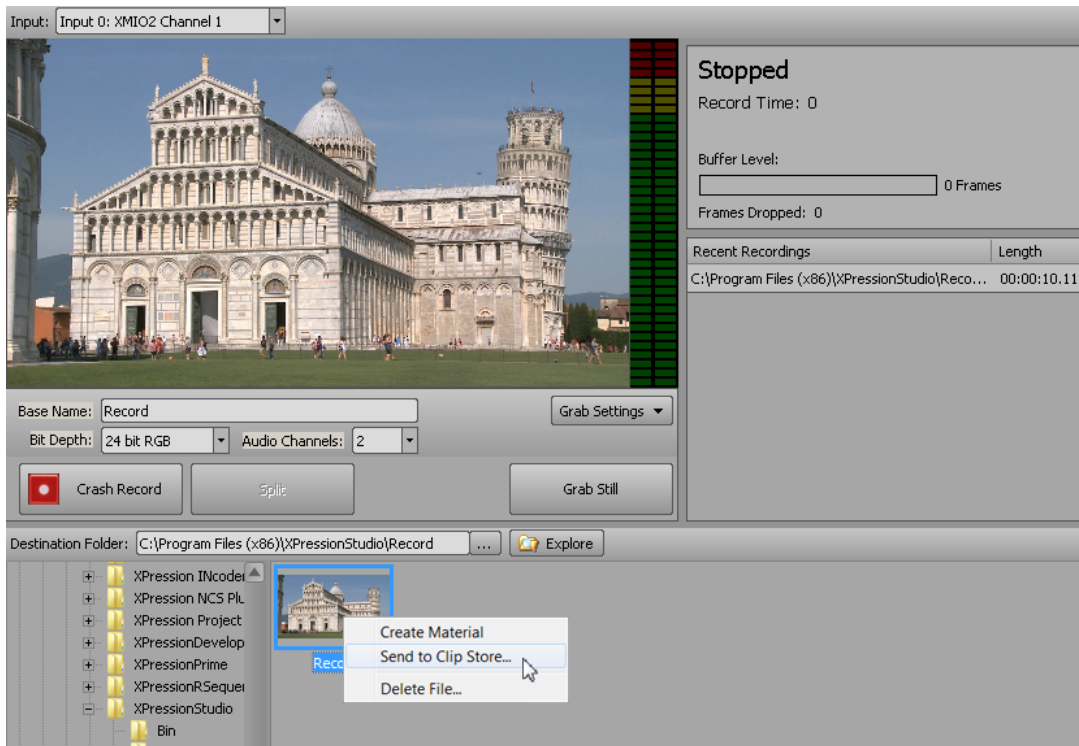 Input: Input 0: XMIO2 Channel 1
Stopped
Record Time: 0
Buffer Level:
0 Frames
Frames Dropped: 0
Recent Recordings Length
C:\Program Files (x86)\XPressionStudio\Reco... 00:00:10.11
Base Name: Record
Grab Settings
Bit Depth: 24 bit RGB Audio Channels: 2
Crash Record Split Grab Still
Destination Folder: C:\Program Files (x86)\XPressionStudio\Record ... Explore
XPression INcoder
XPression NCS Plu
XPression Project
XPressionDevelop
XPressionPrime
XPressionRSequer
XPressionStudio
Bin
Reco
Create Material
Send to Clip Store...
Delete File...